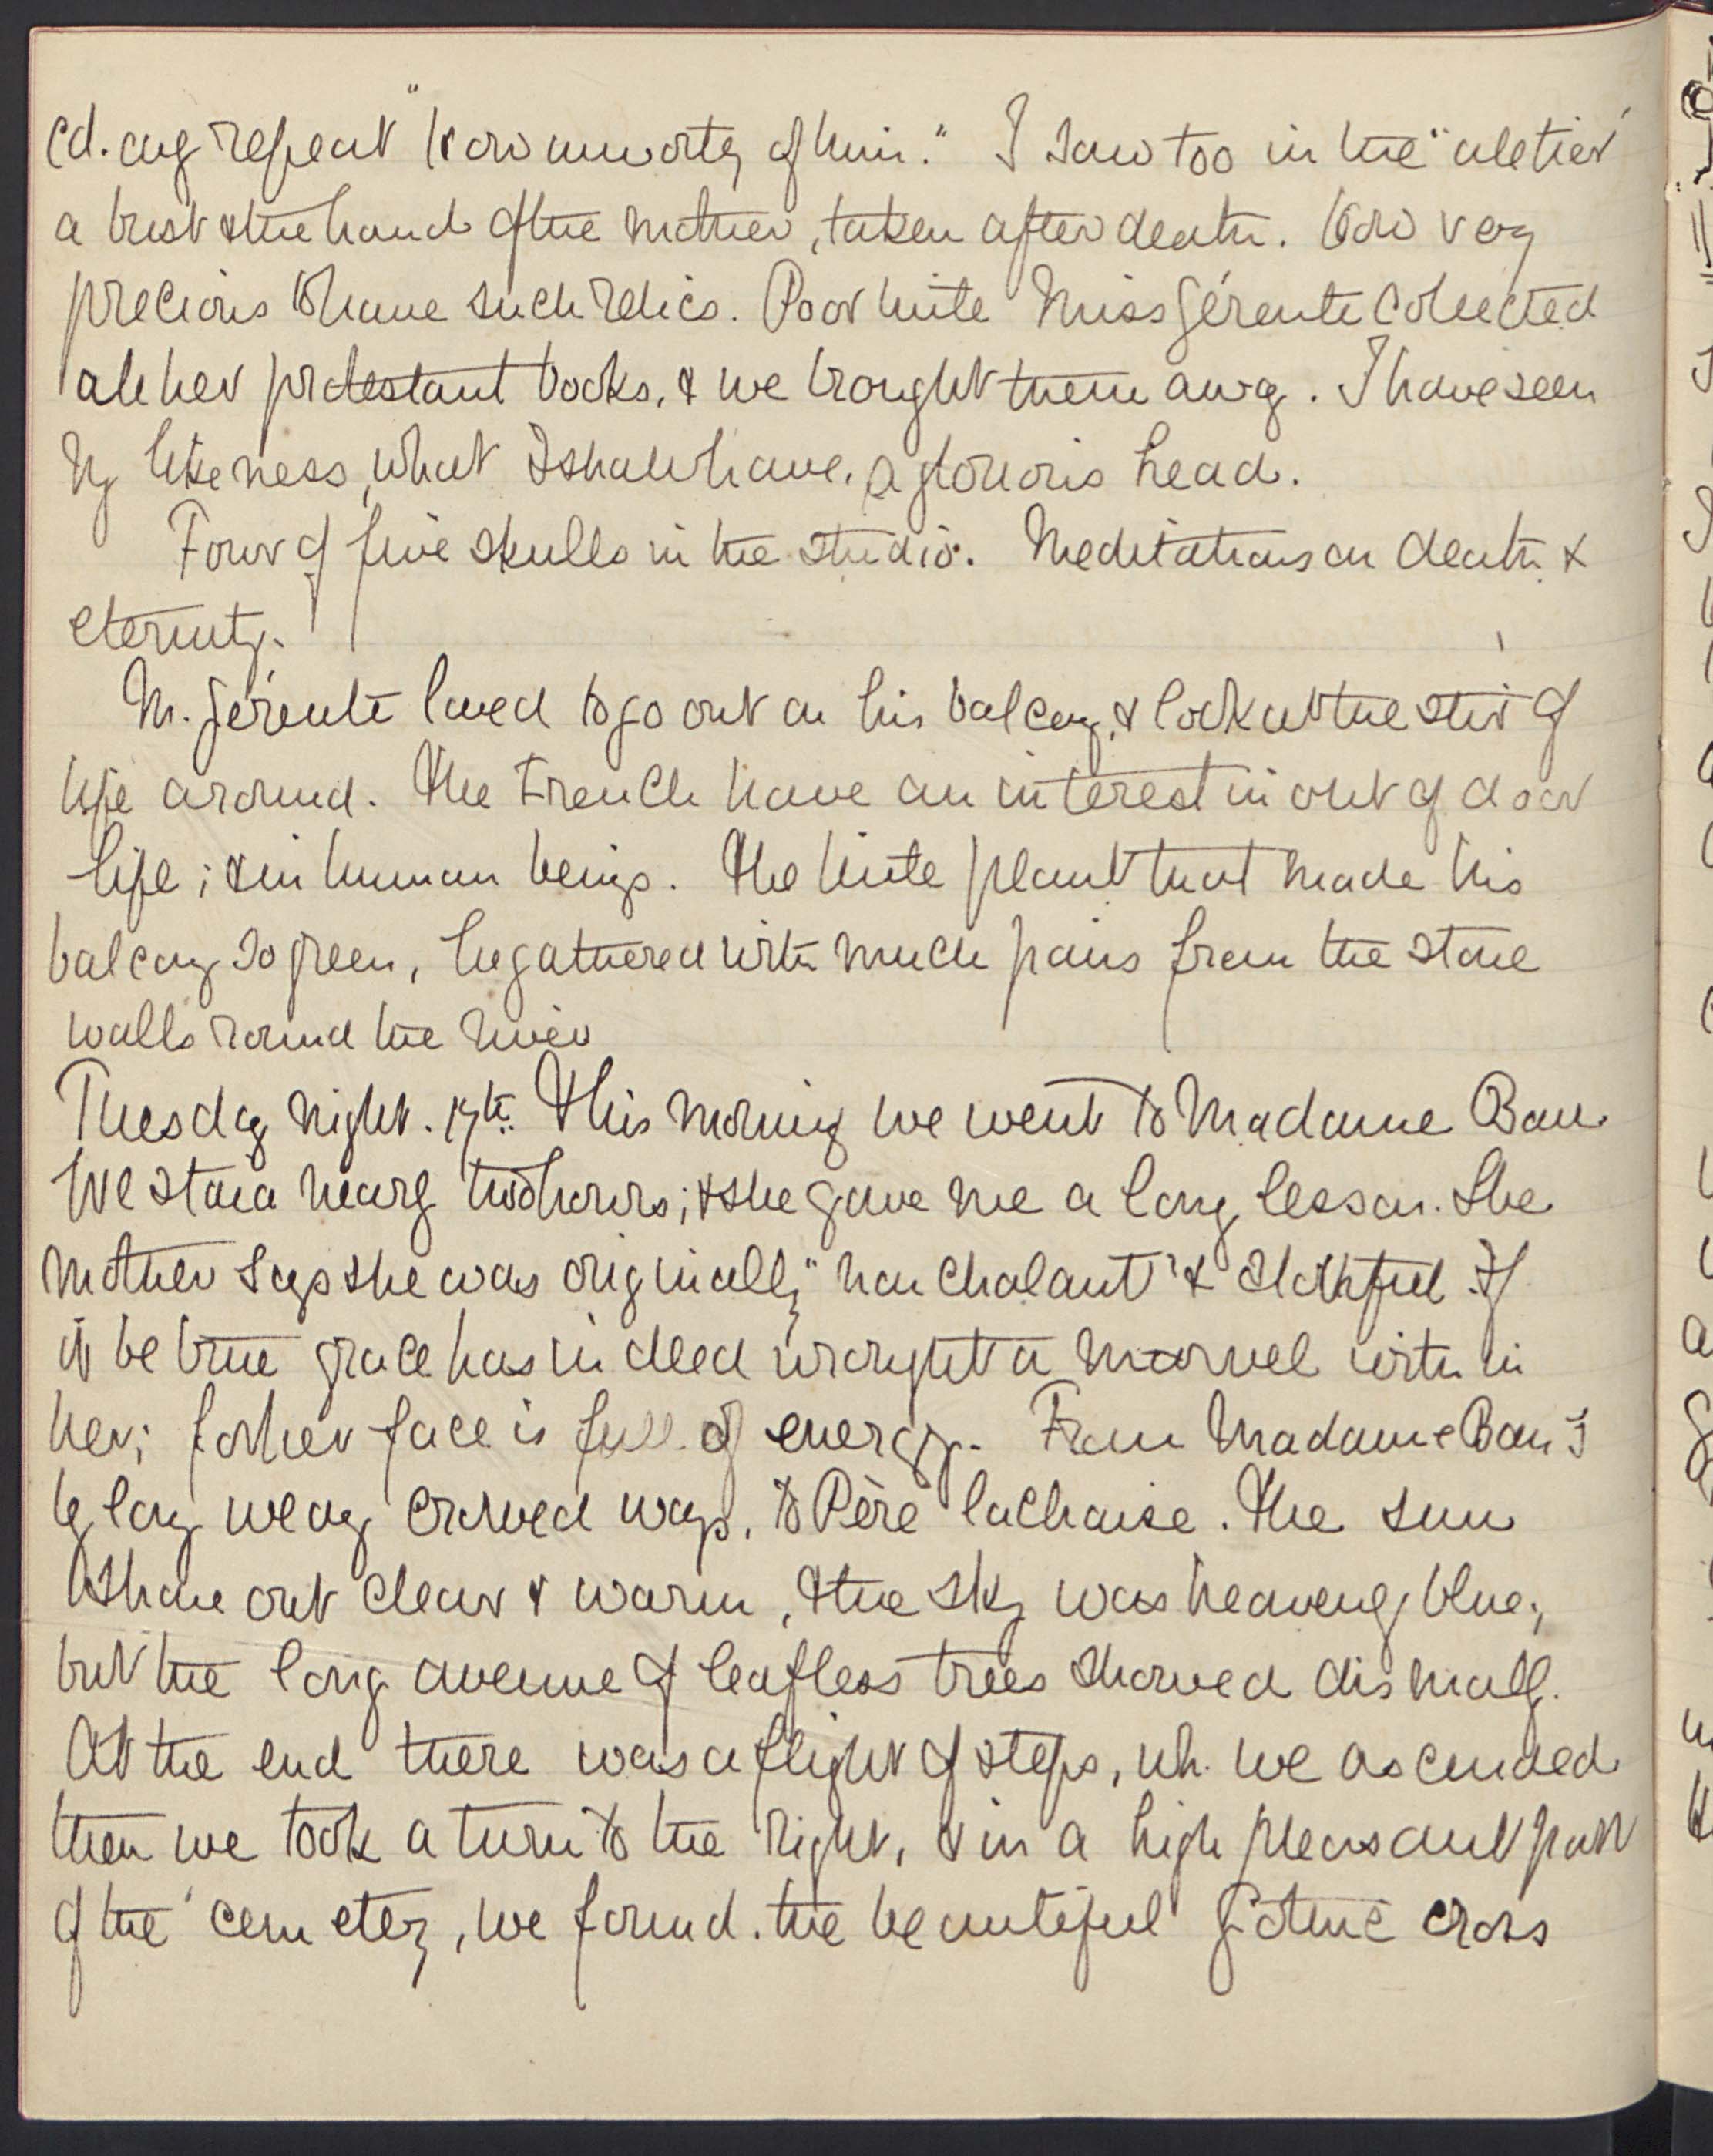 cd. only repeat "how unworthy of him." I saw too in the "aletier"
a bust & the hand of the mother, taken after death. How very
precious to have such relics. Poor little Miss Gérente collected
all her protestant books, & we brought them away. I have seen
by likeness, what I shall have, a glorious head.
Four or five skulls in the studio. Meditations on death &
eternity.
M. Gérente loved to go out on his balcony, & look at the stir of
life around. The French have an interest in out of door
life; & in human beings. The little plant that made his
balcony so green, he gathered with much pains from the stone
walls round the river
Tuesday night. 17th. This morning we went to Madame Bau
We staid nearly two hours; & she gave me a long lesson. She
mother says she was originally "nonchalant" & slothful. If
it be true grace has indeed wrought a marvel within
her; for her face is full of energy. From Madame Bau's
by long weary crowded ways, to Père lachaise. The sun
shone out clear & warm, & the sky was heavenly blue;
but the long avenue of leafless trees showed dismally.
At the end there was a flight of steps, wh. we ascended
then we took a turn to the right, & in a high pleasant part
of the cemetery, we found the beautiful Gothic cross